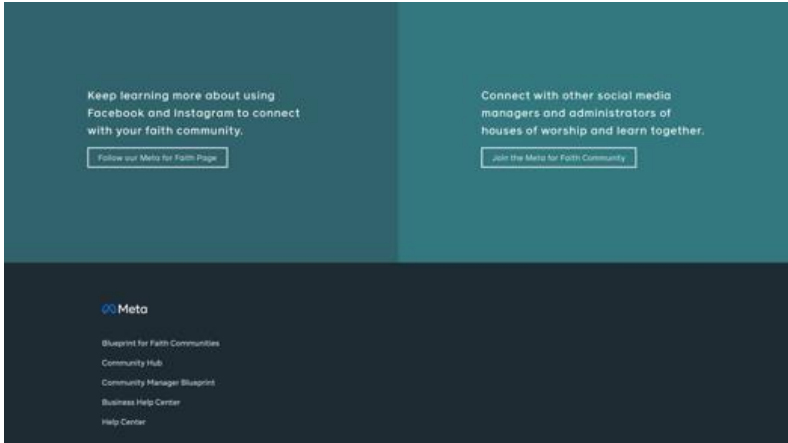 Keep learning more about using
Facebook and Instagram to connect
with your faith community.
Follow our Meta for Faith Page
Connect with other social media
managers and administrators of
houses of worship and learn together.
Join the Meta for Faith Community
Meta
Blueprint for Faith Communities
Community Hub
Community Manager Blueprint
Business Help Center
Help Center